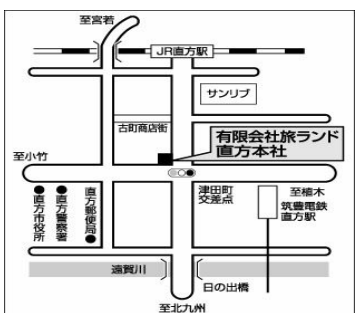 至宮若
JR直方駅
サンリブ
古町商店街
有限会社旅ランド
直方本社
至小竹
津田町
交差点
至植木
筑豊電鉄
直方駅
直方市役所
直方警察署
直方郵便局
遠賀川
日の出橋
至北九州